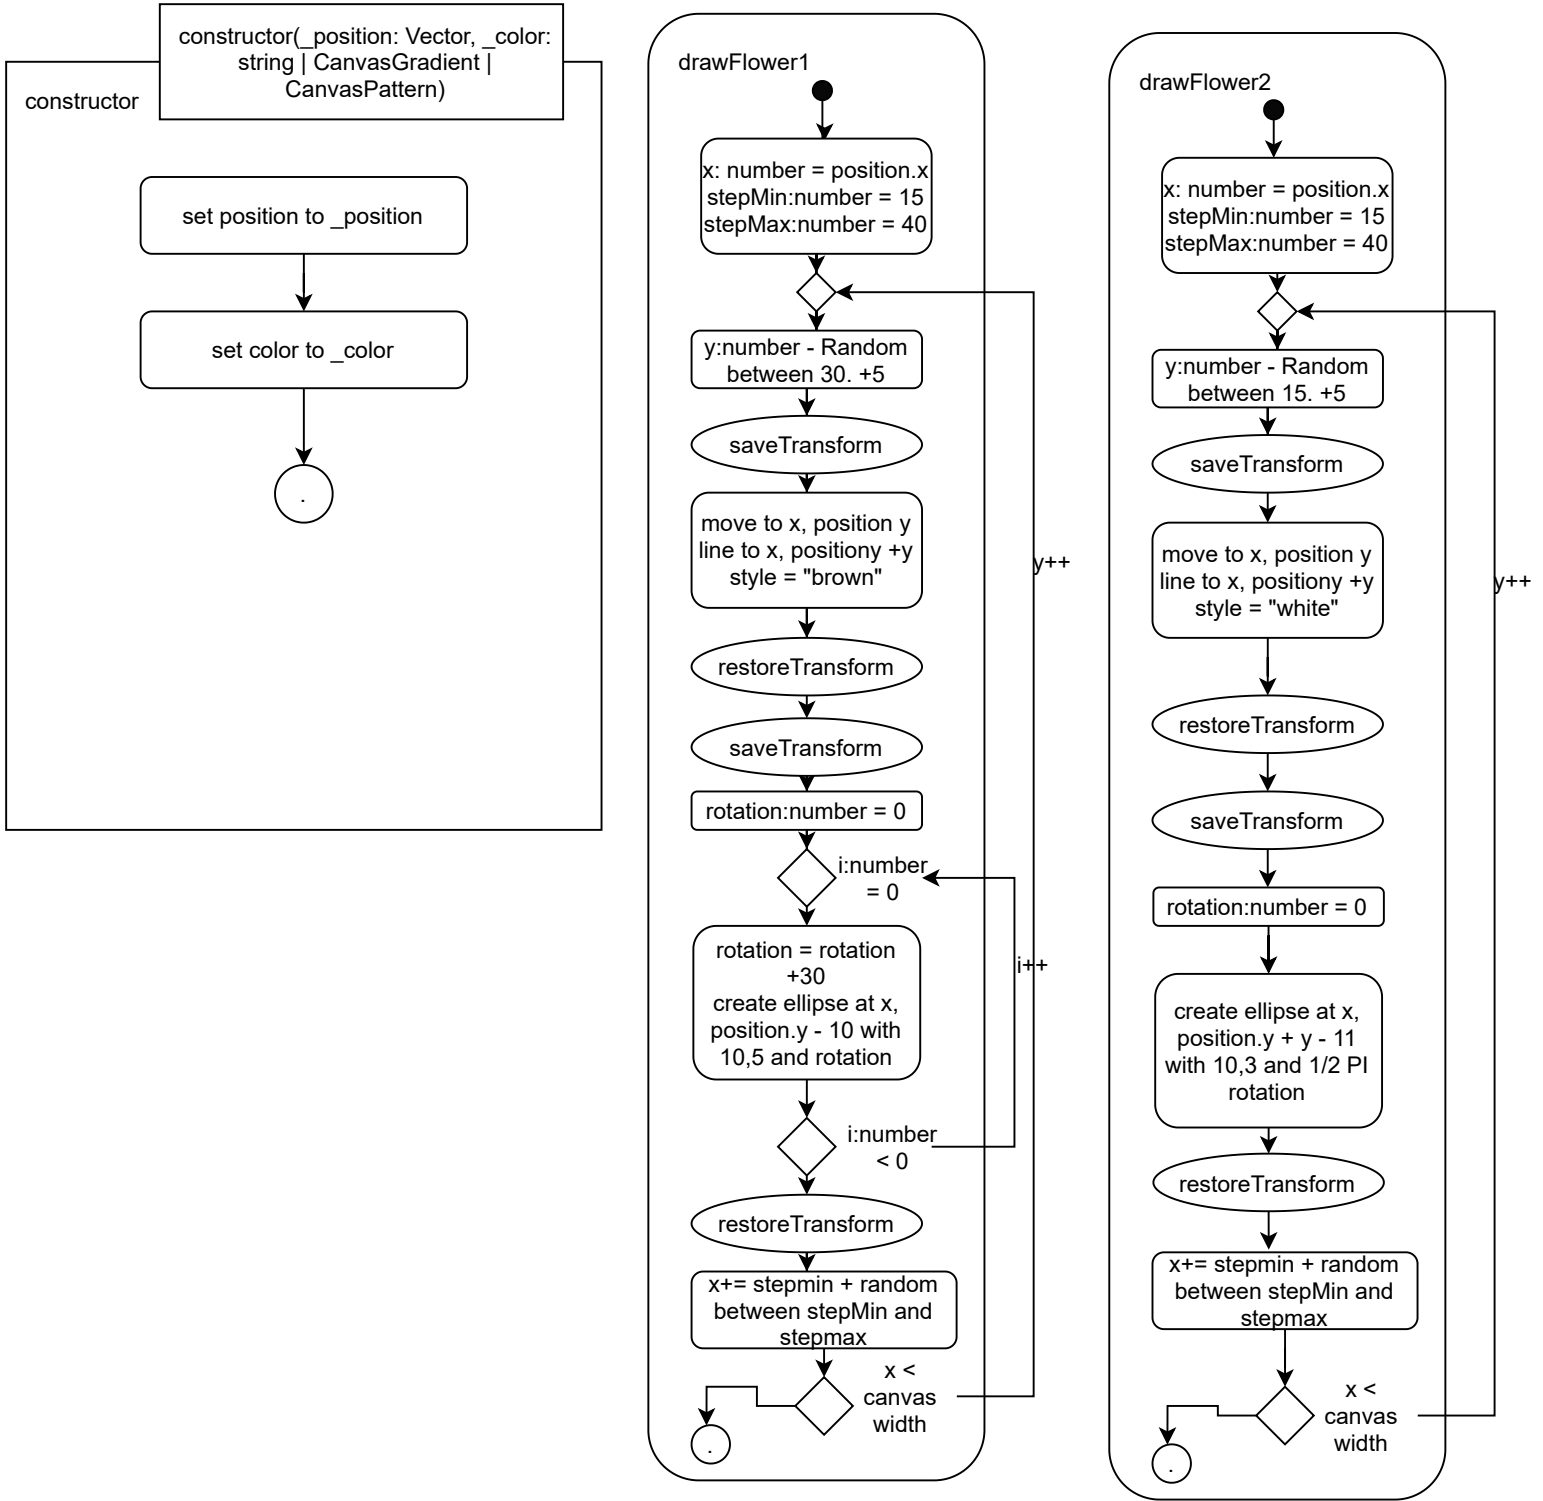 constructor(_position: Vector, _color:
string | CanvasGradient |
CanvasPattern)
constructor
set position to _position
set color to _color
.
drawFlower1
x: number = position.x
stepMin:number = 15
stepMax:number = 40
y:number - Random
between 30. +5
saveTransform
move to x, position y
line to x, positiony +y
style = "brown"
y++
restoreTransform
saveTransform
rotation:number = 0
i:number
= 0
rotation = rotation
+30
create ellipse at x,
position.y - 10 with
10,5 and rotation
i++
i:number
< 0
restoreTransform
x+= stepmin + random
between stepMin and
stepmax
x <
canvas
width
.
drawFlower2
x: number = position.x
stepMin:number = 15
stepMax:number = 40
y:number - Random
between 15. +5
saveTransform
move to x, position y
line to x, positiony +y
style = "white"
y++
restoreTransform
saveTransform
rotation:number = 0
create ellipse at x,
position.y + y - 11
with 10,3 and 1/2 PI
rotation
restoreTransform
x+= stepmin + random
between stepMin and
stepmax
x <
canvas
width
.